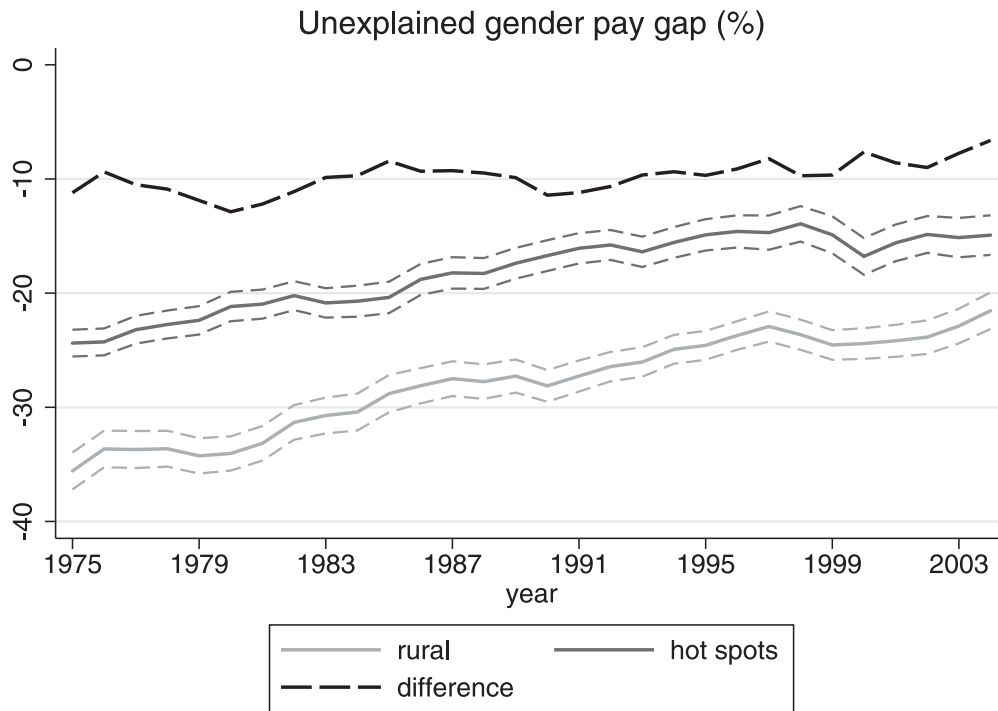 Unexplained gender pay gap (%)
0
-10
-20
-30
-40
1975 1979 1983 1987 1991 1995 1999 2003
year
rural hot spots
difference